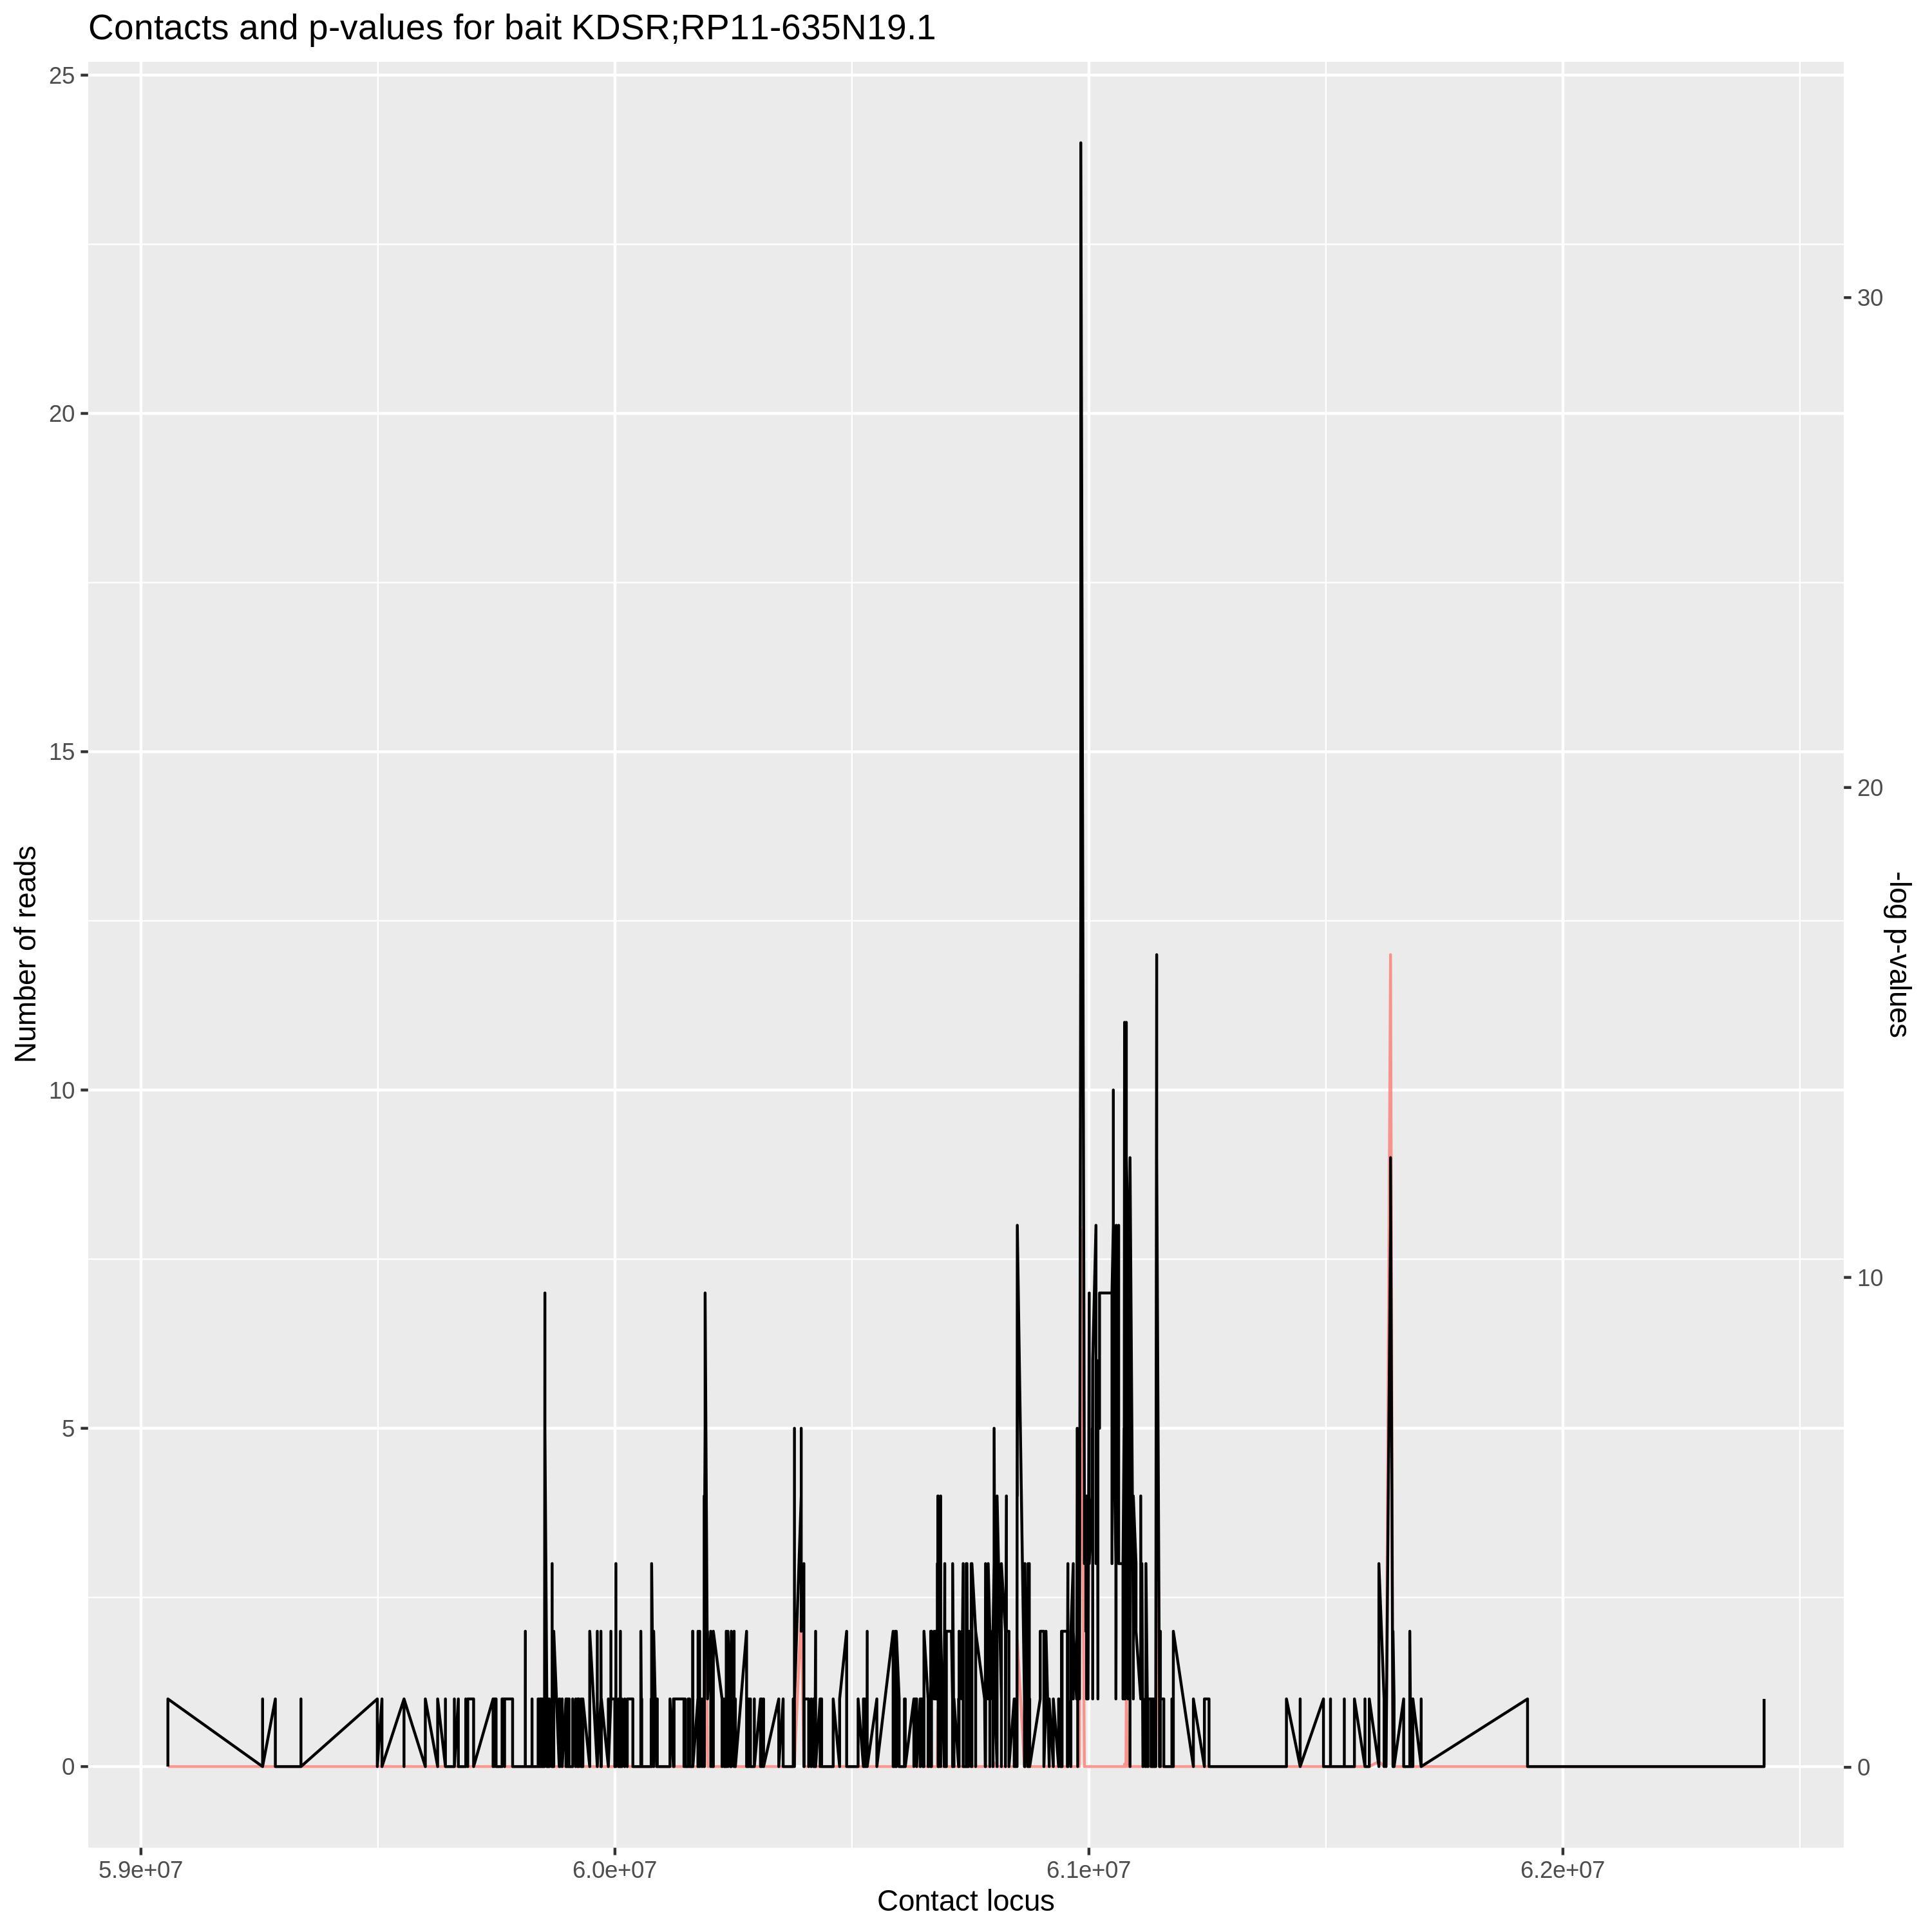 Contacts and p-values for bait KDSR;RP11-635N19.1
25
20
15
10
5
0
Number of reads
30
20
10
0
-log p-values
5.9e+07
6.0e+07
6.1e+07
6.2e+07
Contact locus